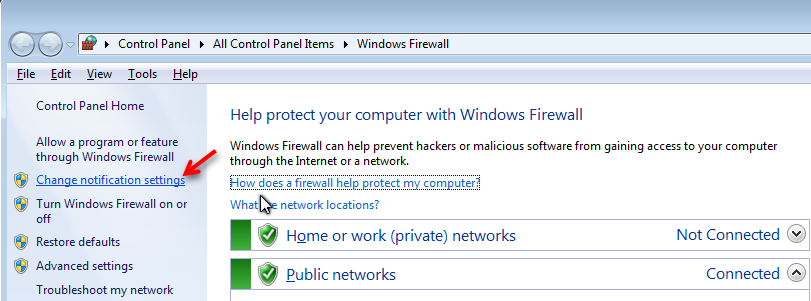 Control Panel ▸ All Control Panel Items ▸ Windows Firewall
File Edit View Tools Help
Control Panel Home
Allow a program or feature
through Windows Firewall
Change notification settings
Turn Windows Firewall on or
off
Restore defaults
Advanced settings
Troubleshoot my network
Help protect your computer with Windows Firewall
Windows Firewall can help prevent hackers or malicious software from gaining access to your computer
through the Internet or a network.
How does a firewall help protect my computer?
What network locations?
Home or work (private) networks Not Connected
Public networks Connected